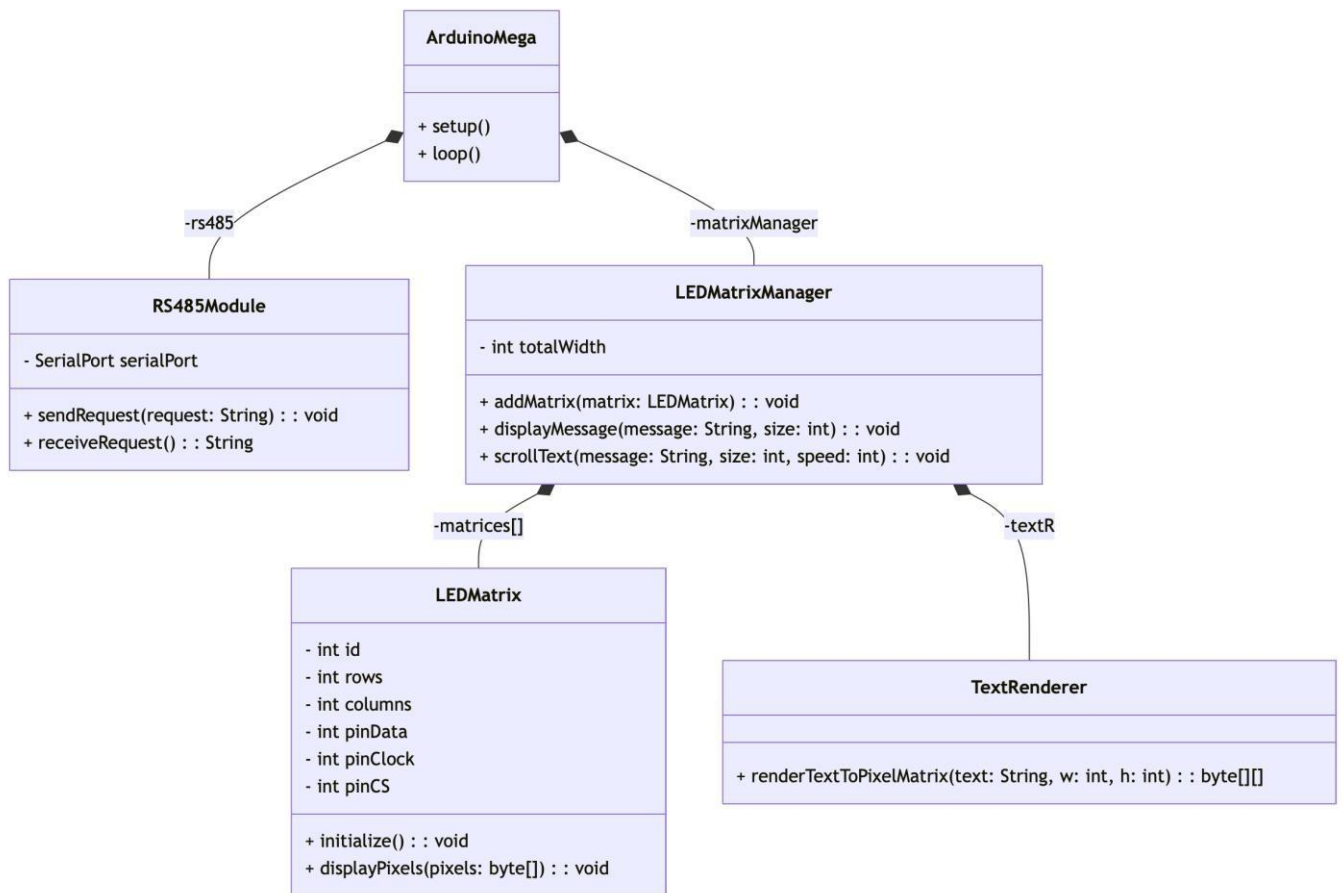 ArduinoMega
+ setup()
+ loop()
-rs485
-matrixManager
RS485Module
- SerialPort serialPort
+ sendRequest(request: String) : : void
+ receiveRequest() : : String
LEDMatrixManager
- int totalWidth
+ addMatrix(matrix: LEDMatrix) : : void
+ displayMessage(message: String, size: int) : : void
+ scrollText(message: String, size: int, speed: int) : : void
-matrices[]
-textR
LEDMatrix
- int id
- int rows
- int columns
- int pinData
- int pinClock
- int pinCS
+ initialize() : : void
+ displayPixels(pixels: byte[]) : : void
TextRenderer
+ renderTextToPixelMatrix(text: String, w: int, h: int) : : byte[][]